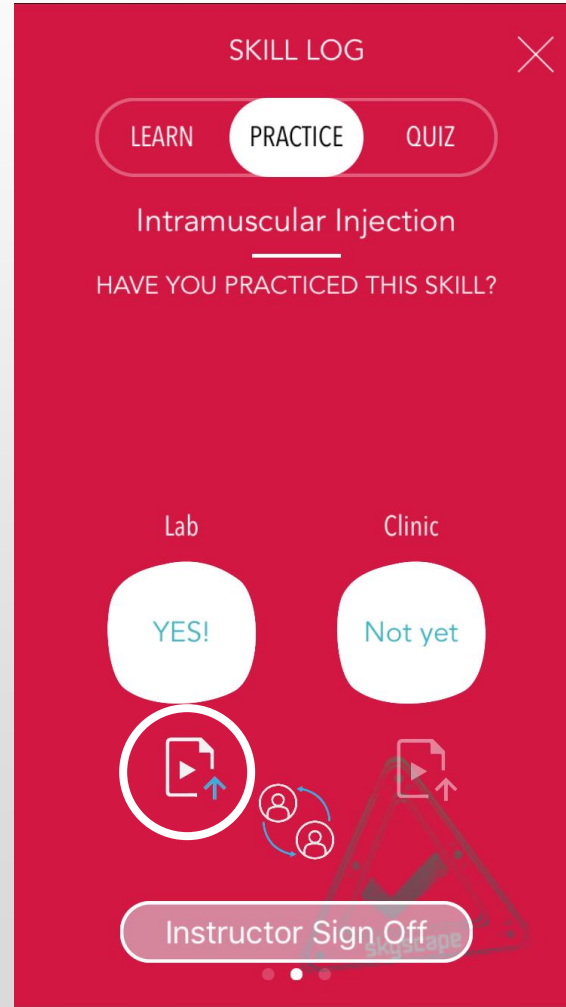 SKILL LOG
LEARN PRACTICE QUIZ
Intramuscular Injection
HAVE YOU PRACTICED THIS SKILL?
Lab Clinic
YES! Not yet
Instructor Sign Off
skyscape